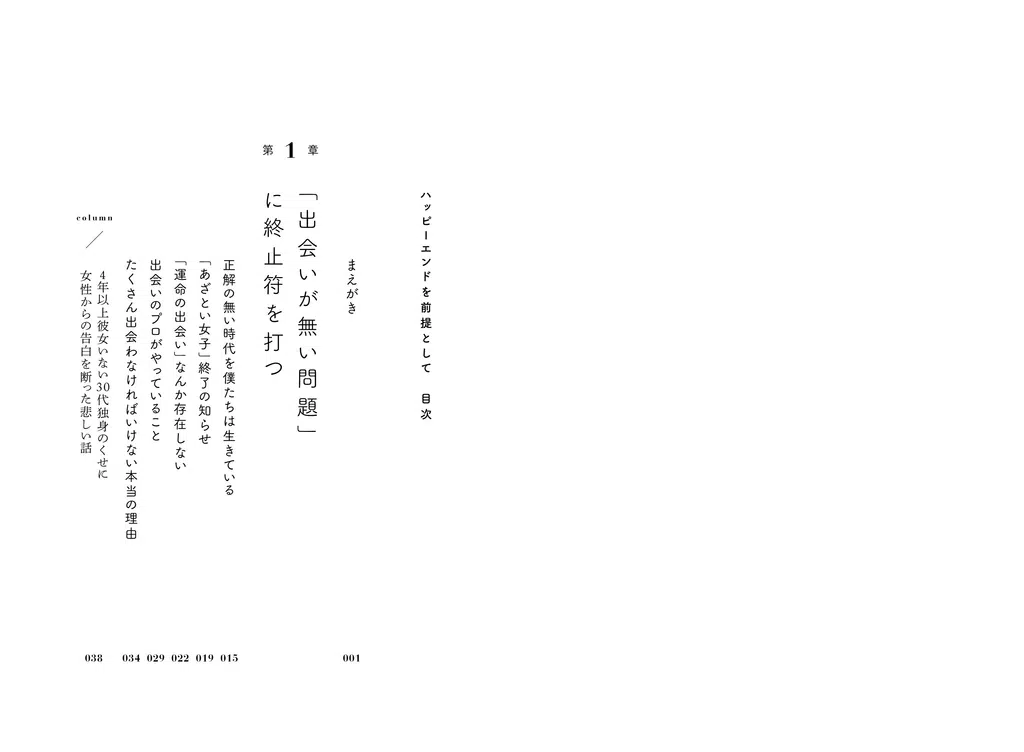 ハッピーエンドを前提として　目次
まえがき
001
第1章
「出会いが無い問題」
に終止符を打つ
正解の無い時代を僕たちは生きている
015
「あざとい女子」終了の知らせ
019
「運命の出会い」なんか存在しない
022
出会いのプロがやっていること
029
たくさん出会わなければいけない本当の理由
034
column
4年以上彼女いない30代独身のくせに
女性からの告白を断った悲しい話
038